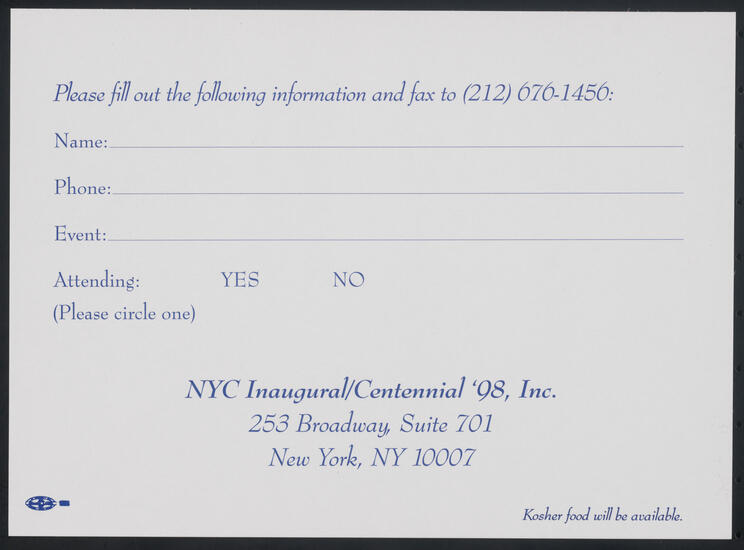 Please fill out the following information and fax to (212) 676-1456:
Name:
Phone:
Event:
Attending: YES NO
(Please circle one)
NYC Inaugural/Centennial '98, Inc.
253 Broadway, Suite 701
New York, NY 10007
Kosher food will be available.